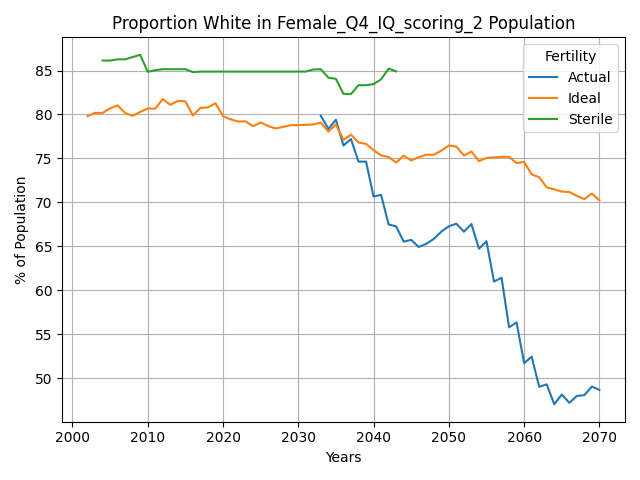 Proportion White in Female_Q4_IQ_scoring_2 Population
Fertility
Actual
Ideal
Sterile
% of Population
85
80
75
70
65
60
55
50
2000
2010
2020
2030
2040
2050
2060
2070
Years